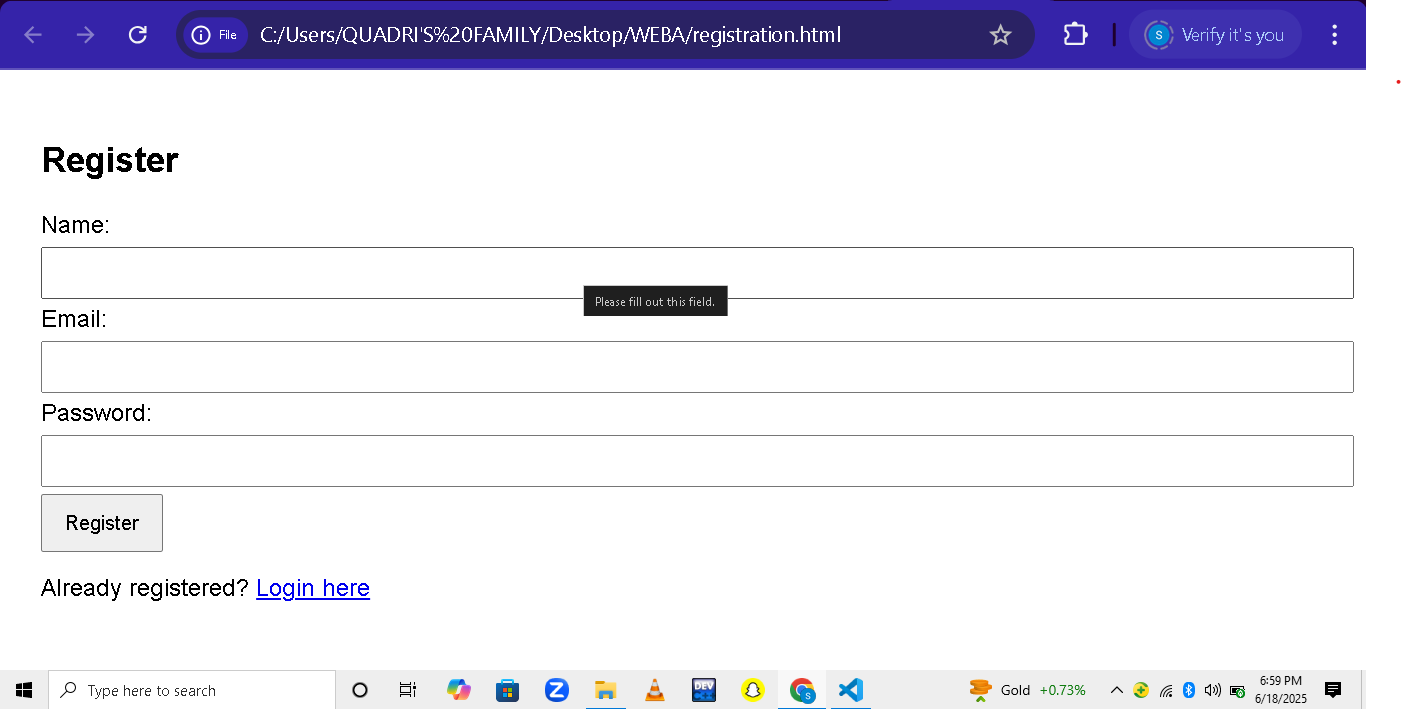 File C:/Users/QUADRI'S%20FAMILY/Desktop/WEBA/registration.html S Verify it's you
Register
Name:
Please fill out this field.
Email:
Password:
Register
Already registered? Login here
Type here to search Z DEV C++ S Gold +0.73% 6:59 PM
6/18/2025